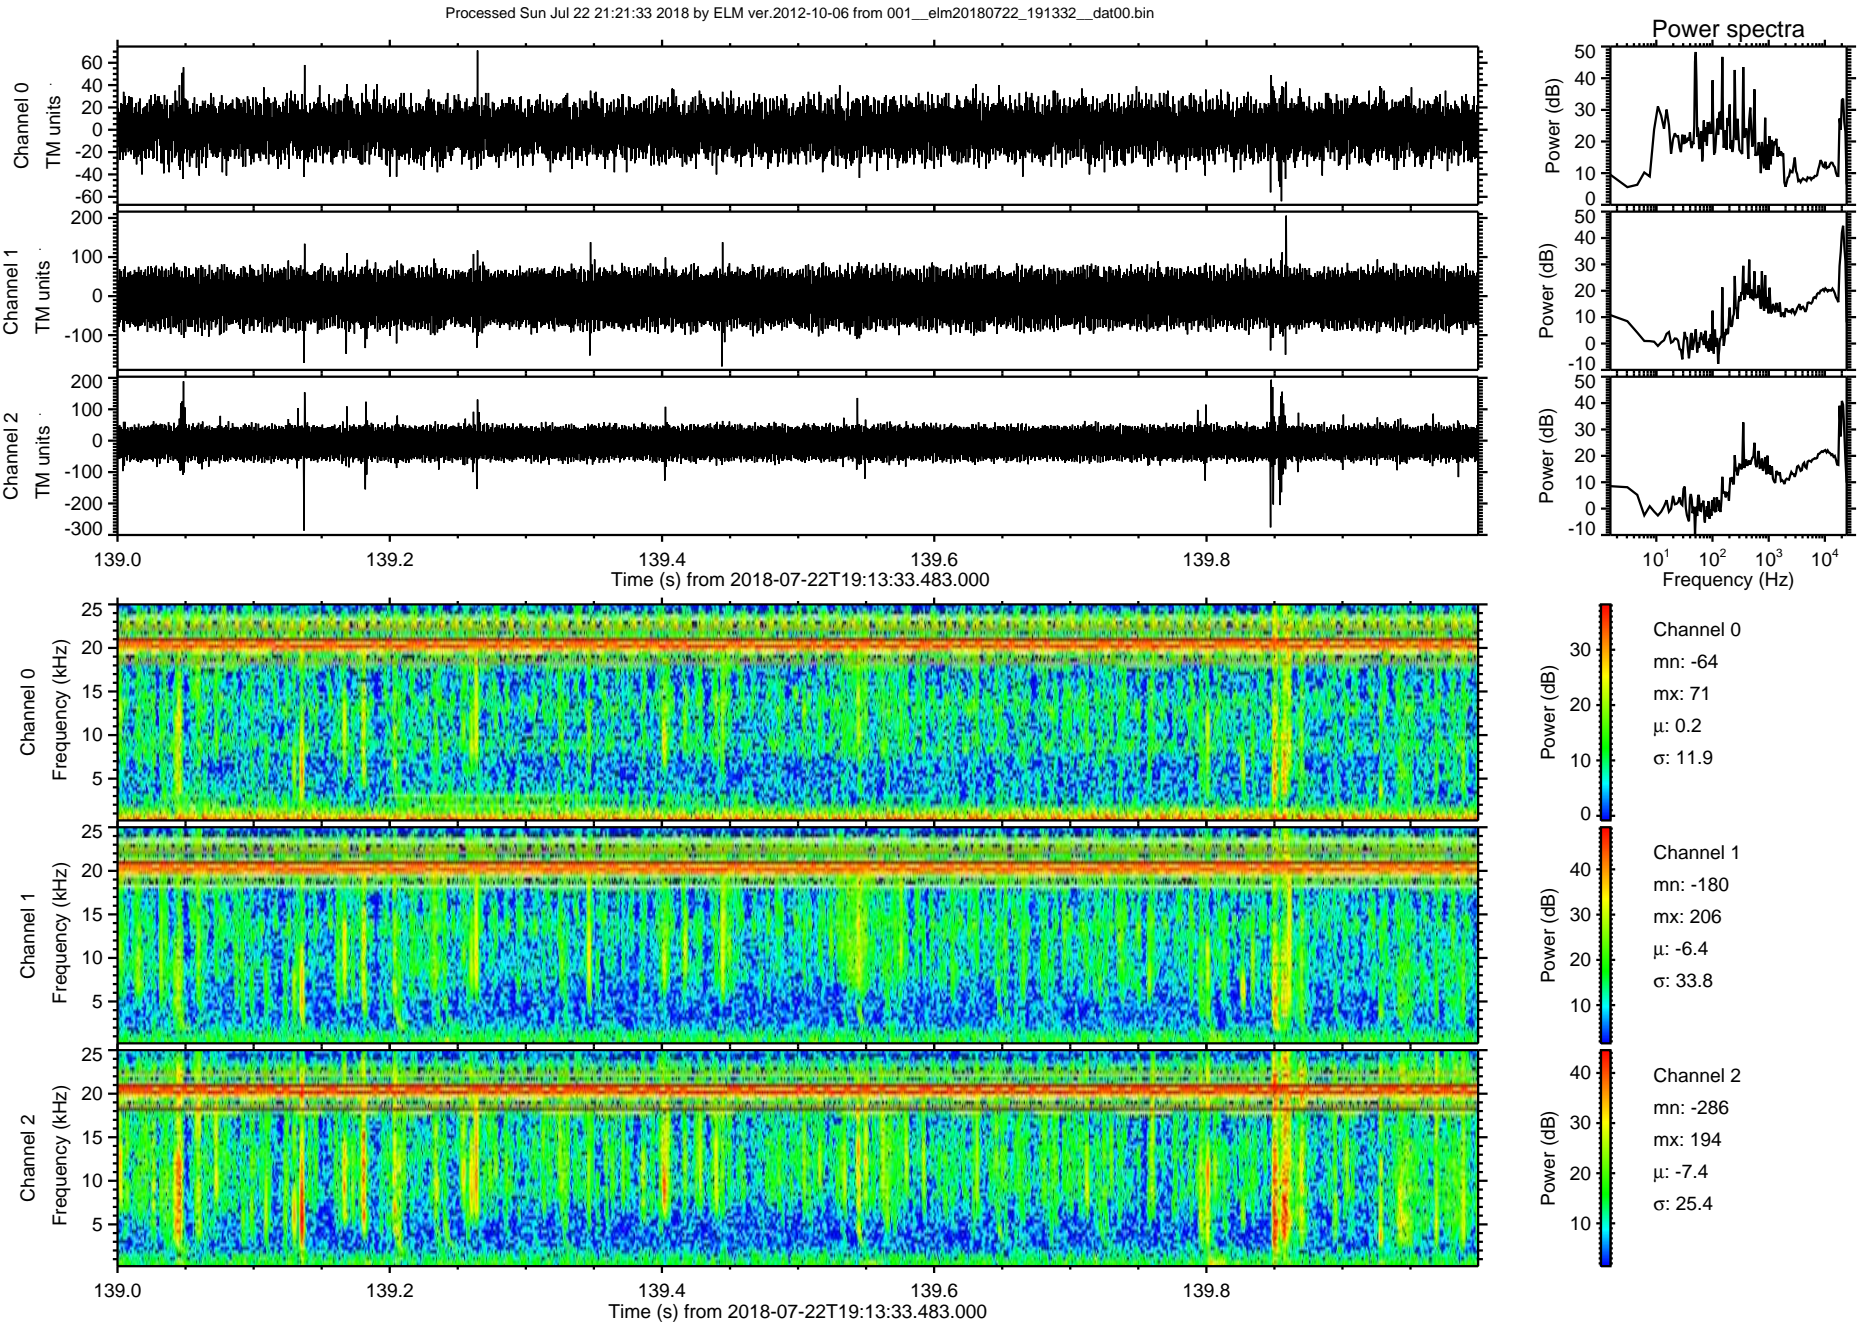 Processed Sun Jul 22 21:21:33 2018 by ELM ver.2012-10-06 from 001__elm20180722_191332__dat00.bin
Power spectra
Channel 0
TM units
60
40
20
0
-20
-40
-60
Power (dB)
50
40
30
20
10
0
Channel 1
TM units
200
100
0
-100
Power (dB)
50
40
30
20
10
0
-10
Channel 2
TM units
200
100
0
-100
-200
-300
Power (dB)
50
40
30
20
10
0
-10
139.0
139.2
139.4
139.6
139.8
Time (s) from 2018-07-22T19:13:33.483.000
10¹
10²
10³
10⁴
Frequency (Hz)
Channel 0
Frequency (kHz)
25
20
15
10
5
Power (dB)
30
20
10
0
Channel 0
mn: -64
mx: 71
μ: 0.2
σ: 11.9
Channel 1
Frequency (kHz)
25
20
15
10
5
Power (dB)
40
30
20
10
Channel 1
mn: -180
mx: 206
μ: -6.4
σ: 33.8
Channel 2
Frequency (kHz)
25
20
15
10
5
Power (dB)
40
30
20
10
Channel 2
mn: -286
mx: 194
μ: -7.4
σ: 25.4
139.0
139.2
139.4
139.6
139.8
Time (s) from 2018-07-22T19:13:33.483.000